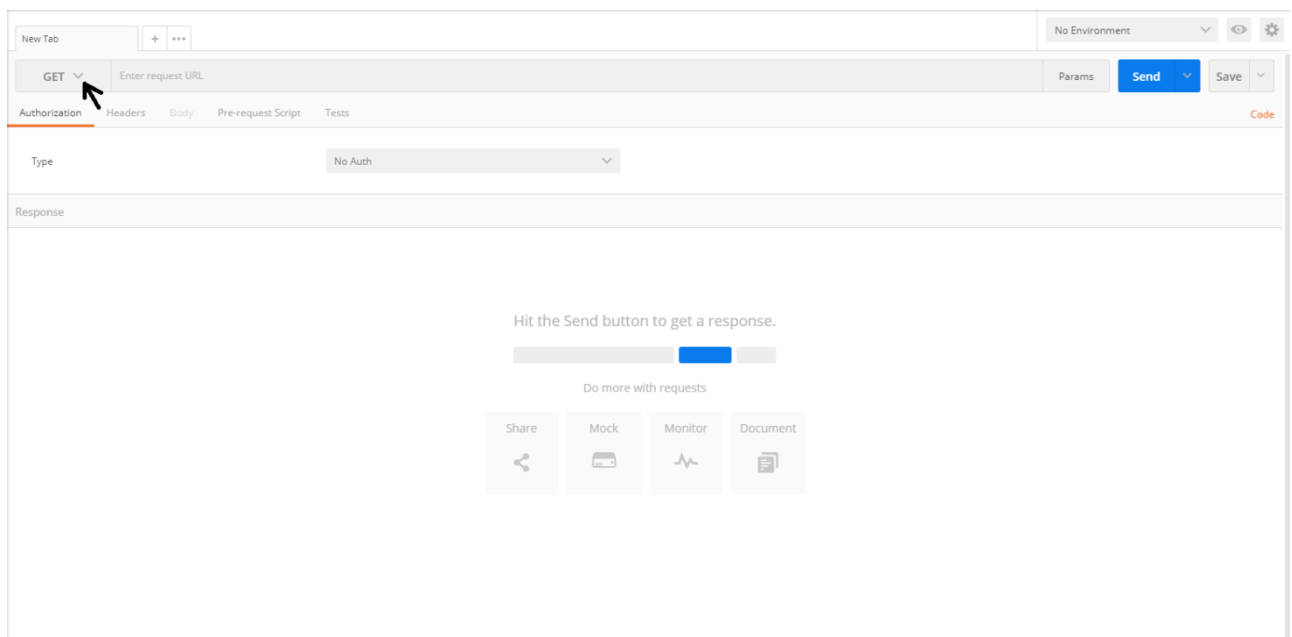 New Tab
No Environment
GET
Enter request URL
Params
Send
Save
Authorization
Headers
Body
Pre-request Script
Tests
Code
Type
No Auth
Response
Hit the Send button to get a response.
Do more with requests
Share
Mock
Monitor
Document